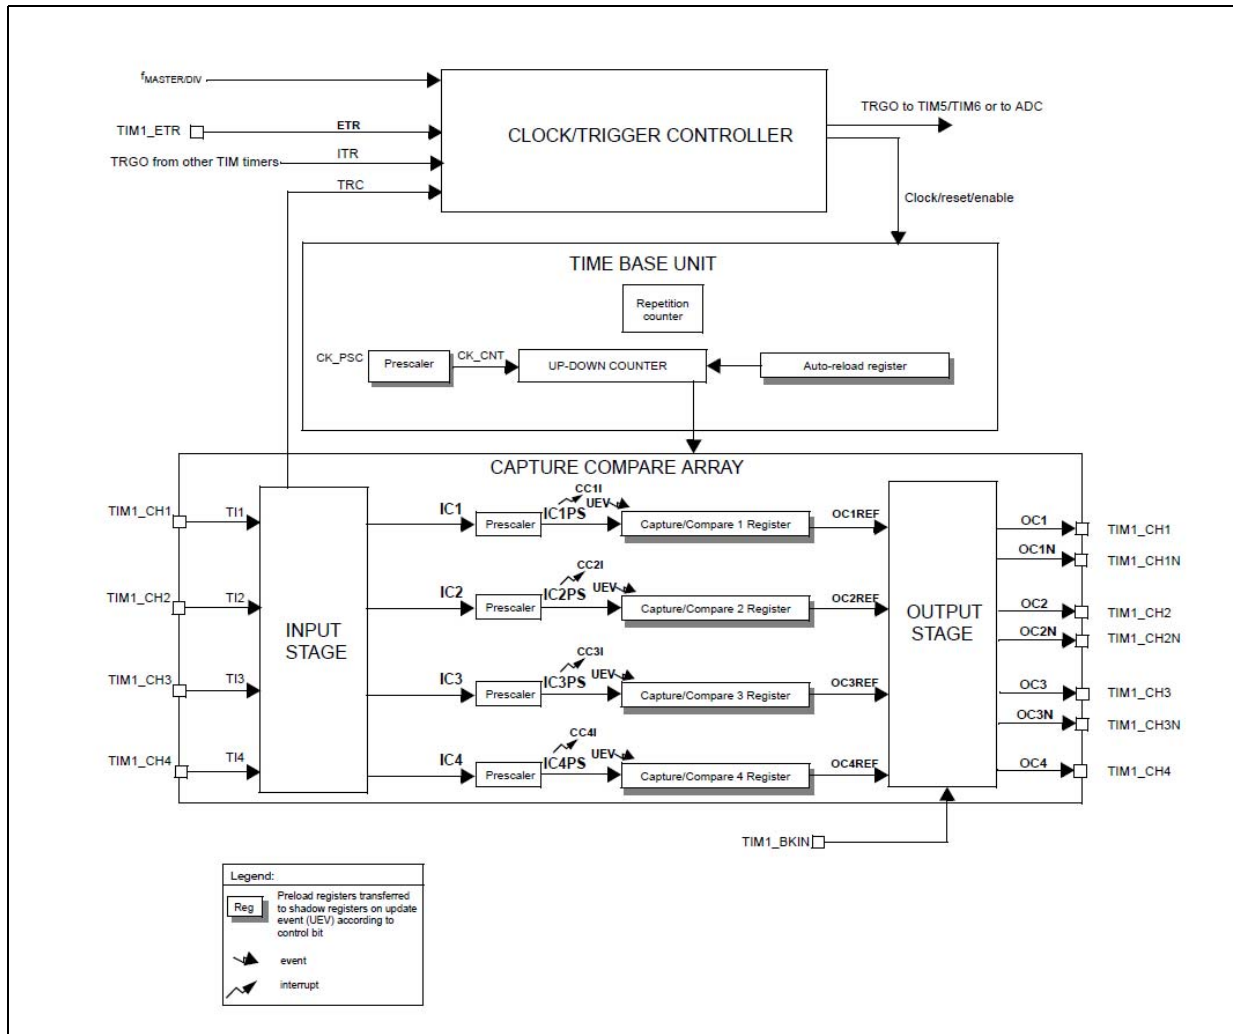 fMASTER/DIV
TIM1_ETR
ETR
TRGO from other TIM timers
ITR
TRC
CLOCK/TRIGGER CONTROLLER
TRGO to TIM5/TIM6 or to ADC
Clock/reset/enable
TIME BASE UNIT
Repetition
counter
CK_PSC
Prescaler
CK_CNT
UP-DOWN COUNTER
Auto-reload register
CAPTURE COMPARE ARRAY
TIM1_CH1
TI1
TIM1_CH2
TI2
TIM1_CH3
TI3
TIM1_CH4
TI4
INPUT
STAGE
IC1
Prescaler
IC1PS
CC1I
UEV
Capture/Compare 1 Register
OC1REF
IC2
Prescaler
IC2PS
CC2I
UEV
Capture/Compare 2 Register
OC2REF
IC3
Prescaler
IC3PS
CC3I
UEV
Capture/Compare 3 Register
OC3REF
IC4
Prescaler
IC4PS
CC4I
UEV
Capture/Compare 4 Register
OC4REF
OUTPUT
STAGE
OC1
TIM1_CH1
OC1N
TIM1_CH1N
OC2
TIM1_CH2
OC2N
TIM1_CH2N
OC3
TIM1_CH3
OC3N
TIM1_CH3N
OC4
TIM1_CH4
TIM1_BKIN
Legend:
Reg
Preload registers transferred
to shadow registers on update
event (UEV) according to
control bit
event
interrupt